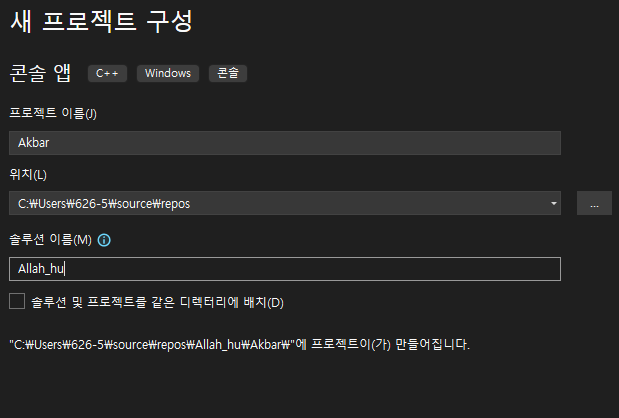 새 프로젝트 구성
콘솔 앱 C++ Windows 콘솔
프로젝트 이름(J)
Akbar
위치(L)
C:₩Users₩626-5₩source₩repos
...
솔루션 이름(M)
Allah_hu
솔루션 및 프로젝트를 같은 디렉터리에 배치(D)
"C:₩Users₩626-5₩source₩repos₩Allah_hu₩Akbar₩"에 프로젝트이(가) 만들어집니다.